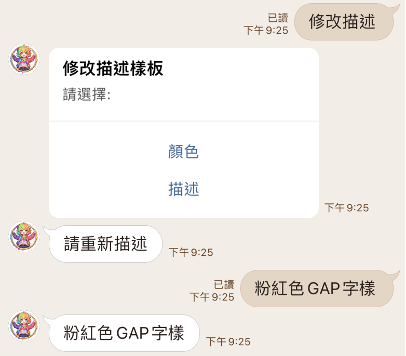 已讀
下午 9:25
修改描述
修改描述樣板
請選擇:
顏色
描述
下午 9:25
請重新描述
下午 9:25
已讀
下午 9:25
粉紅色 GAP 字樣
粉紅色 GAP 字樣
下午 9:25